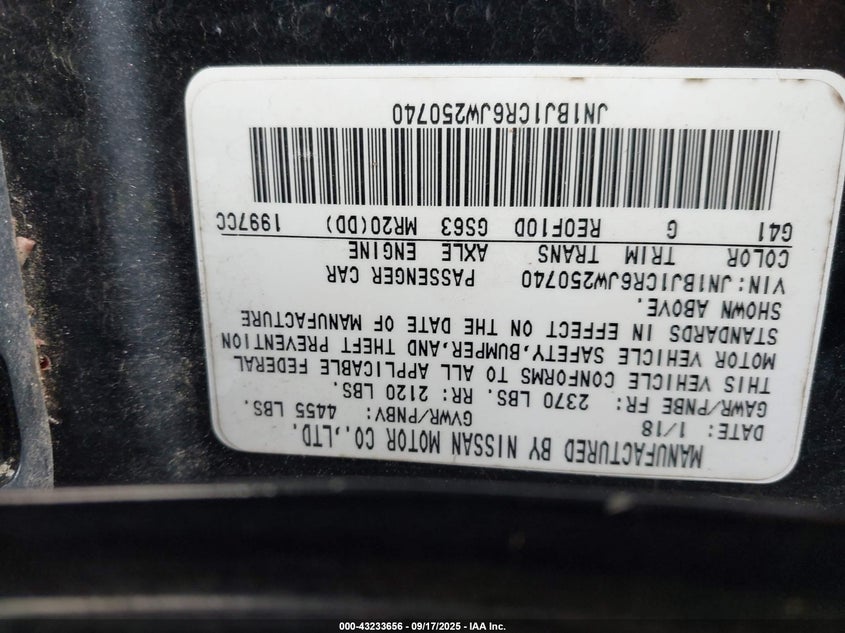 MANUFACTURED BY NISSAN MOTOR CO.,LTD.
DATE: 1/18 GVWR/PNBV: 4455 LBS.
GAWR/PNBE FR: 2370 LBS. RR: 2120 LBS.
THIS VEHICLE CONFORMS TO ALL APPLICABLE FEDERAL
MOTOR VEHICLE SAFETY,BUMPER,AND THEFT PREVENTION
STANDARDS IN EFFECT ON THE DATE OF MANUFACTURE
SHOWN ABOVE.
VIN:JN1BJ1CR6JW250740 PASSENGER CAR
COLOR TRIM TRANS AXLE ENGINE
G41 G RE0F10D GS63 MR20(DD) 1997CC
JN1BJ1CR6JW250740
000-43233656 - 09/17/2025 - IAA Inc.